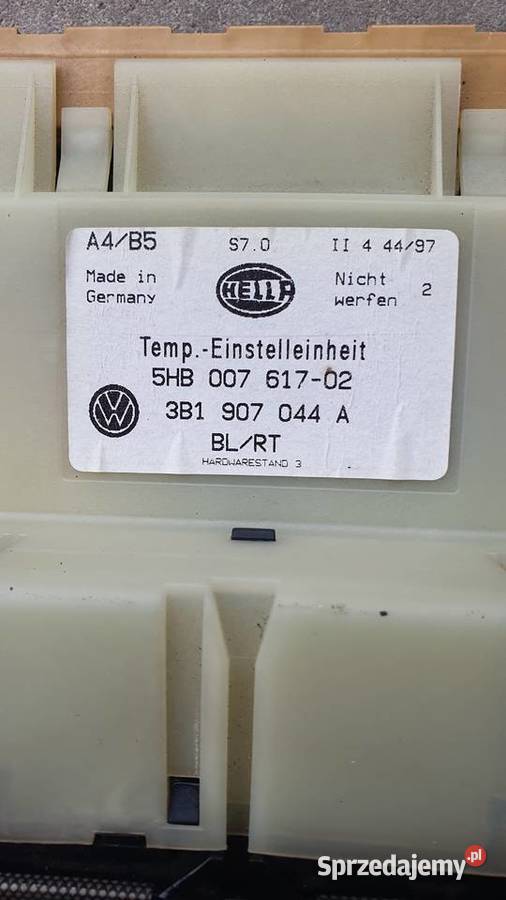 A4/B5 S7.0 II 4 44/97
Made in Germany HELLA Nicht werfen 2
Temp.-Einstelleinheit
5HB 007 617-02
3B1 907 044 A
BL/RT
HARDWARESTAND 3
Sprzedajemy.pl